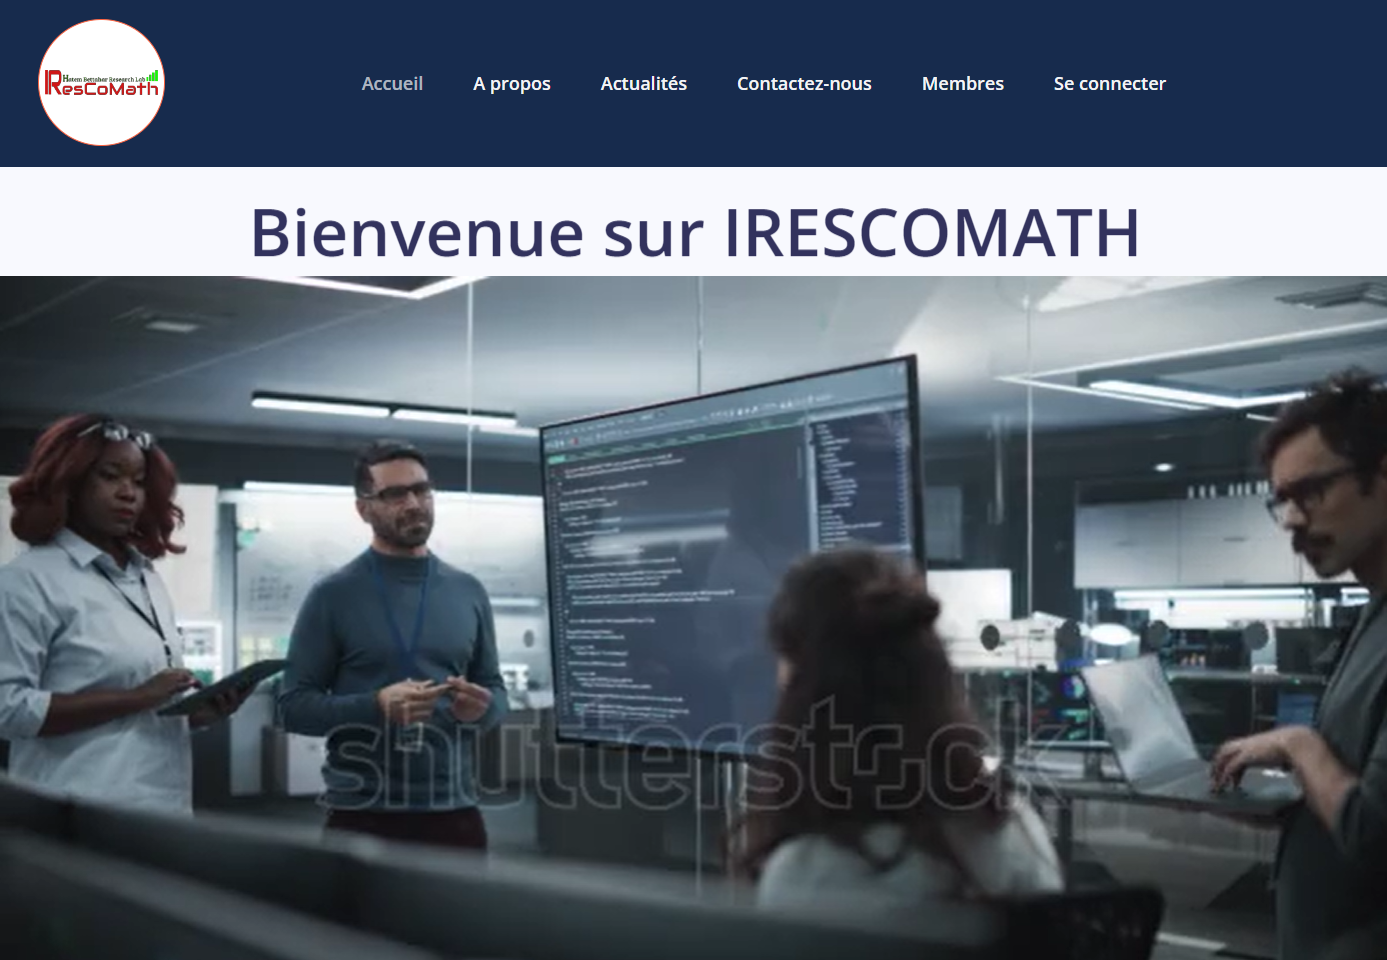 Hatem Bettahar Research Lab
IResCoMath
Accueil
A propos
Actualités
Contactez-nous
Membres
Se connecter
Bienvenue sur IRESCOMATH
shutterstock